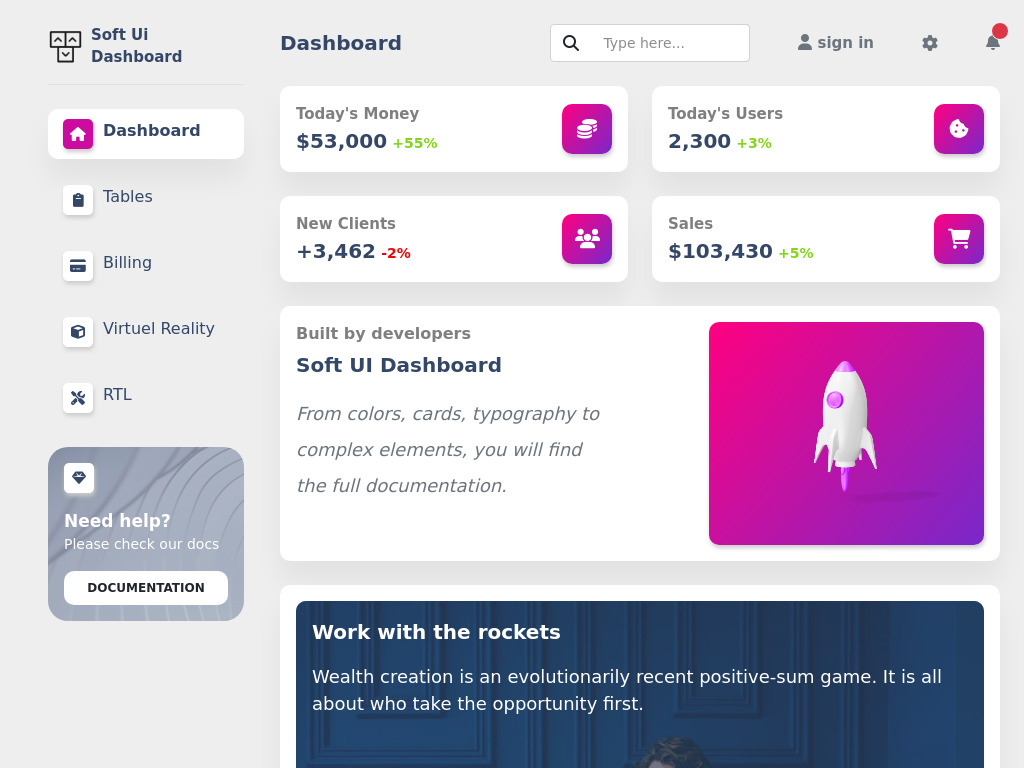 Soft Ui
Dashboard
Dashboard
Type here...
sign in
Dashboard
Tables
Billing
Virtuel Reality
RTL
Need help?
Please check our docs
DOCUMENTATION
Today's Money
$53,000 +55%
Today's Users
2,300 +3%
New Clients
+3,462 -2%
Sales
$103,430 +5%
Built by developers
Soft UI Dashboard
From colors, cards, typography to
complex elements, you will find
the full documentation.
Work with the rockets
Wealth creation is an evolutionarily recent positive-sum game. It is all
about who take the opportunity first.